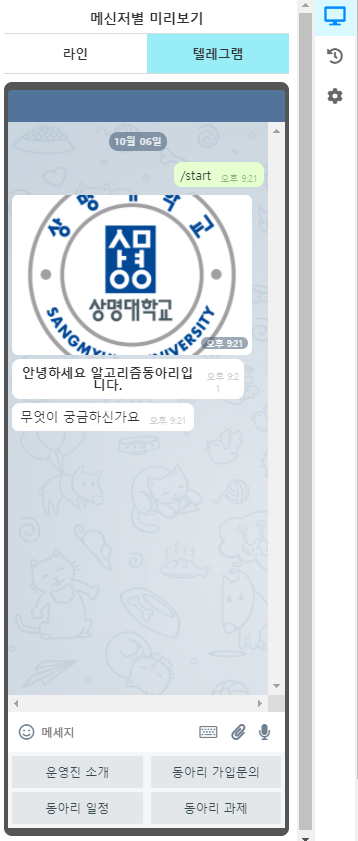 메신저별 미리보기
라인
텔레그램
10월 06일
/start 오후 9:21
상명대학교
상명
상명대학교
SANGMYUNG UNIVERSITY
오후 9:21
안녕하세요 알고리즘동아리입
니다.
오후 9:2
1
무엇이 궁금하신가요 오후 9:21
메세지
운영진 소개
동아리 가입문의
동아리 일정
동아리 과제